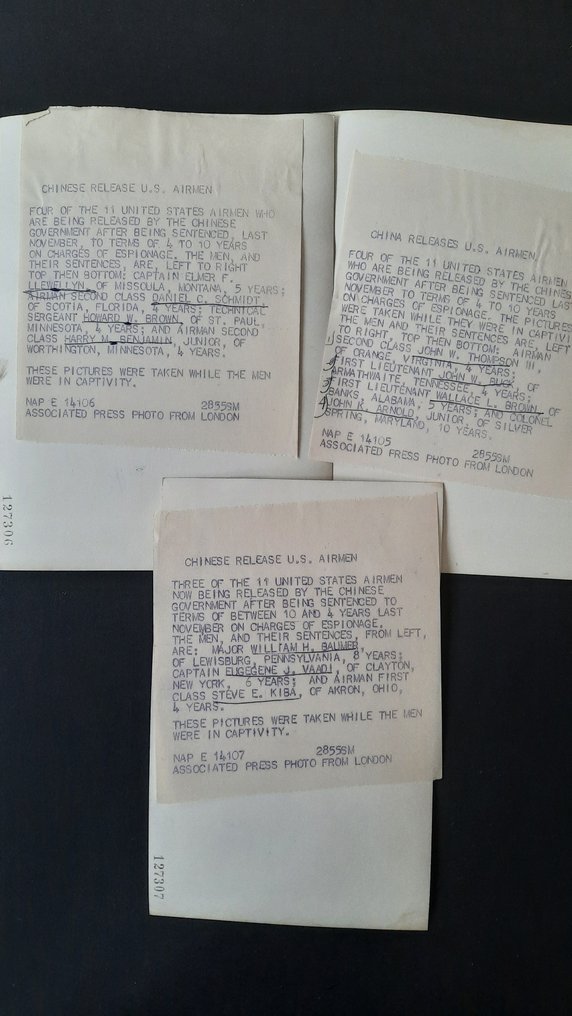 CHINESE RELEASE U.S. AIRMEN
FOUR OF THE 11 UNITED STATES AIRMEN WHO
ARE BEING RELEASED BY THE CHINESE
GOVERNMENT AFTER BEING SENTENCED, LAST
NOVEMBER, TO TERMS OF 4 TO 10 YEARS
ON CHARGES OF ESPIONAGE. THE MEN, AND
THEIR SENTENCES, ARE, LEFT TO RIGHT
TOP THEN BOTTOM: CAPTAIN ELMER F.
LLEWELLYN, OF MISSOULA, MONTANA, 5 YEARS;
AIRMAN SECOND CLASS DANIEL C. SCHMIDT,
OF SCOTIA, FLORIDA, 4 YEARS; TECHNICAL
SERGEANT HOWARD W. BROWN, OF ST. PAUL,
MINNESOTA, 4 YEARS; AND AIRMAN SECOND
CLASS HARRY M. BENJAMIN, JUNIOR, OF
WORTHINGTON, MINNESOTA, 4 YEARS.
THESE PICTURES WERE TAKEN WHILE THE MEN
WERE IN CAPTIVITY.
NAP E 14106 2855SM
ASSOCIATED PRESS PHOTO FROM LONDON
127306
CHINA RELEASES U.S. AIRMEN
FOUR OF THE 11 UNITED STATES AIRMEN
WHO ARE BEING RELEASED BY THE CHINESE
GOVERNMENT AFTER BEING SENTENCED LAST
NOVEMBER TO TERMS OF 4 TO 10 YEARS
ON CHARGES OF ESPIONAGE. THE PICTURES
WERE TAKEN WHILE THEY WERE IN CAPTIVI
THE MEN AND THEIR SENTENCES ARE, LEFT
TO RIGHT, TOP THEN BOTTOM: AIRMAN
SECOND CLASS JOHN W. THOMPSON III,
OF ORANGE, VIRGINIA, 4 YEARS;
FIRST LIEUTENANT JOHN W. BUCK, OF
ARMATHWAITE, TENNESSEE, 4 YEARS;
FIRST LIEUTENANT WALLACE L. BROWN, OF
BANKS, ALABAMA, 5 YEARS; AND COLONEL
JOHN K. ARNOLD, JUNIOR, OF SILVER
SPRING, MARYLAND, 10 YEARS.
NAP E 14105 2855SM
ASSOCIATED PRESS PHOTO FROM LONDON
CHINESE RELEASE U.S. AIRMEN
THREE OF THE 11 UNITED STATES AIRMEN
NOW BEING RELEASED BY THE CHINESE
GOVERNMENT AFTER BEING SENTENCED TO
TERMS OF BETWEEN 10 AND 4 YEARS LAST
NOVEMBER ON CHARGES OF ESPIONAGE.
THE MEN, AND THEIR SENTENCES, FROM LEFT,
ARE: MAJOR WILLIAM H. BAUMER,
OF LEWISBURG, PENNSYLVANIA, 8 YEARS;
CAPTAIN EUGEGENE J. VAADI, OF CLAYTON,
NEW YORK, 6 YEARS; AND AIRMAN FIRST
CLASS STEVE E. KIBA, OF AKRON, OHIO,
4 YEARS.
THESE PICTURES WERE TAKEN WHILE THE MEN
WERE IN CAPTIVITY.
NAP E 14107 2855SM
ASSOCIATED PRESS PHOTO FROM LONDON
127307